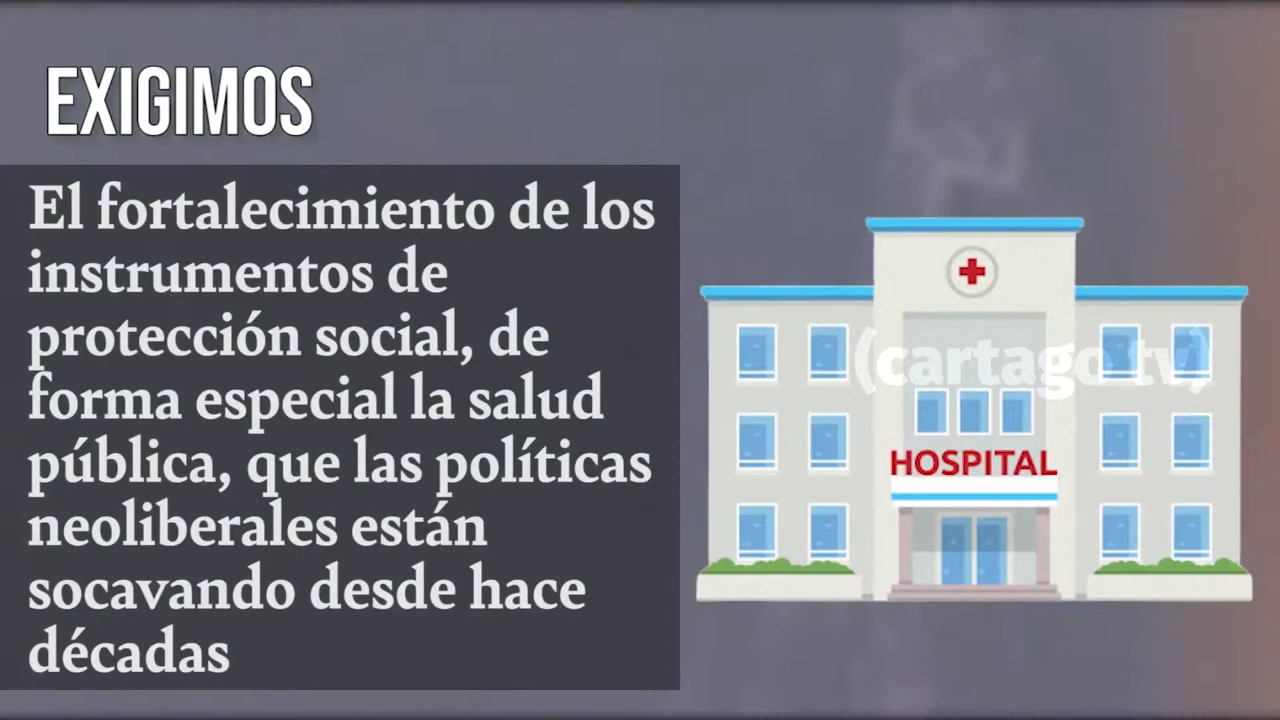 EXIGIMOS
El fortalecimiento de los
instrumentos de
protección social, de
forma especial la salud
pública, que las políticas
neoliberales están
socavando desde hace
décadas
(cartago tv)
HOSPITAL